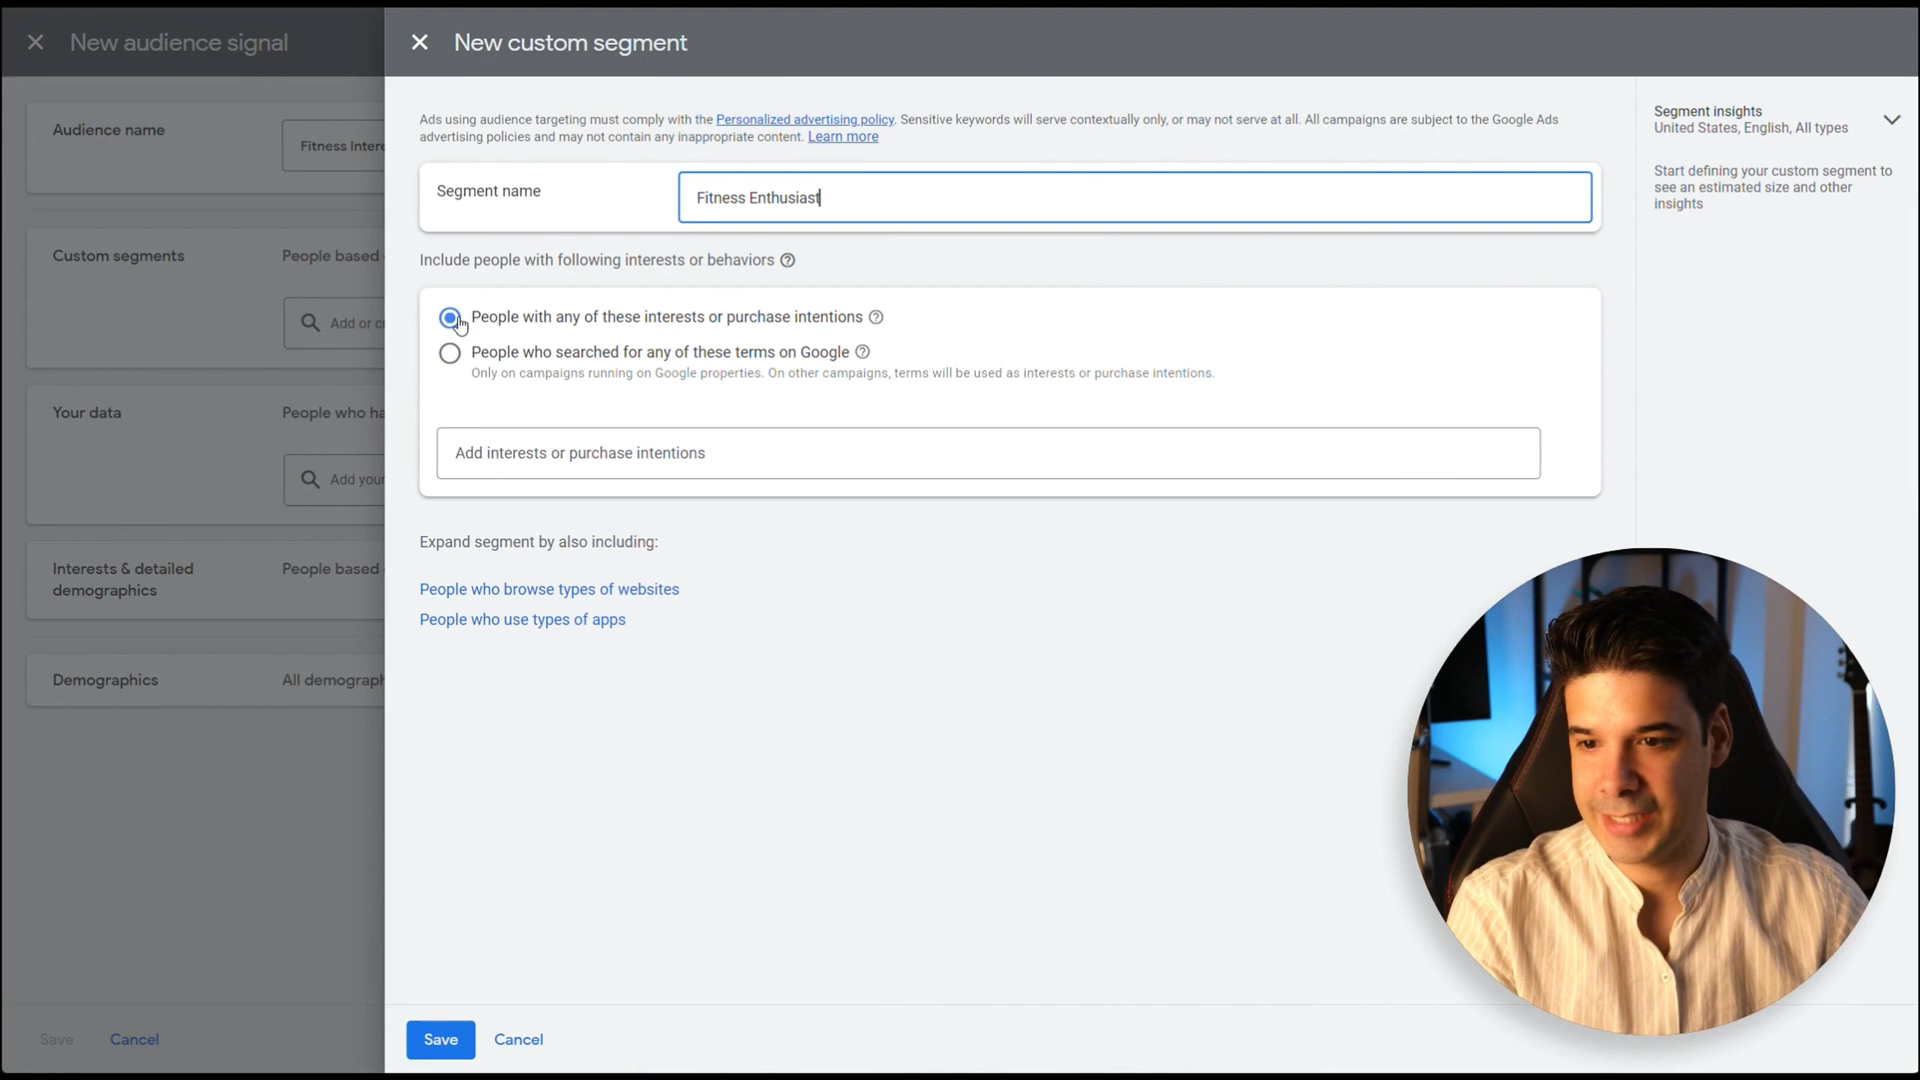 New audience signal
New custom segment
Audience name
Fitness Inter
Custom segments
People based
Add or c
Your data
People who ha
Add your
Interests & detailed
demographics
People based
Demographics
All demograph
Save
Cancel
Ads using audience targeting must comply with the Personalized advertising policy. Sensitive keywords will serve contextually only, or may not serve at all. All campaigns are subject to the Google Ads
advertising policies and may not contain any inappropriate content. Learn more
Segment name
Fitness Enthusiast
Include people with following interests or behaviors
People with any of these interests or purchase intentions
People who searched for any of these terms on Google
Only on campaigns running on Google properties. On other campaigns, terms will be used as interests or purchase intentions.
Add interests or purchase intentions
Expand segment by also including:
People who browse types of websites
People who use types of apps
Save
Cancel
Segment insights
United States, English, All types
Start defining your custom segment to
see an estimated size and other
insights